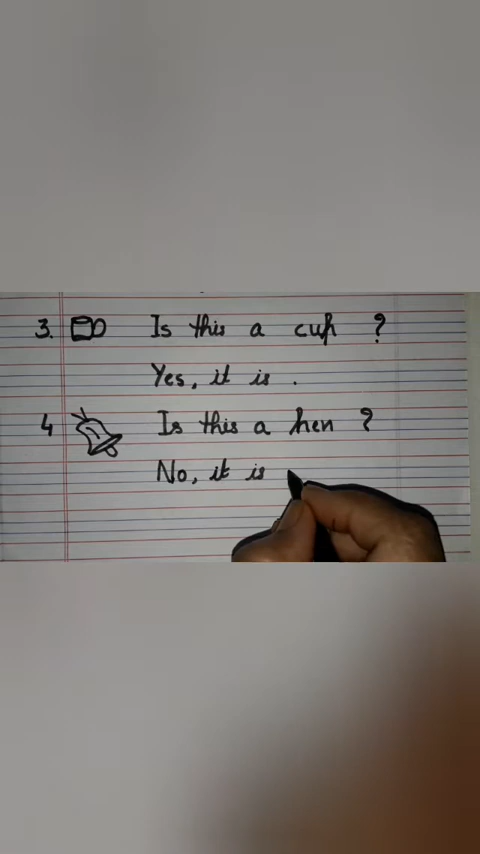 3. Is this a cup ?
Yes, it is .
4 Is this a hen ?
No, it is